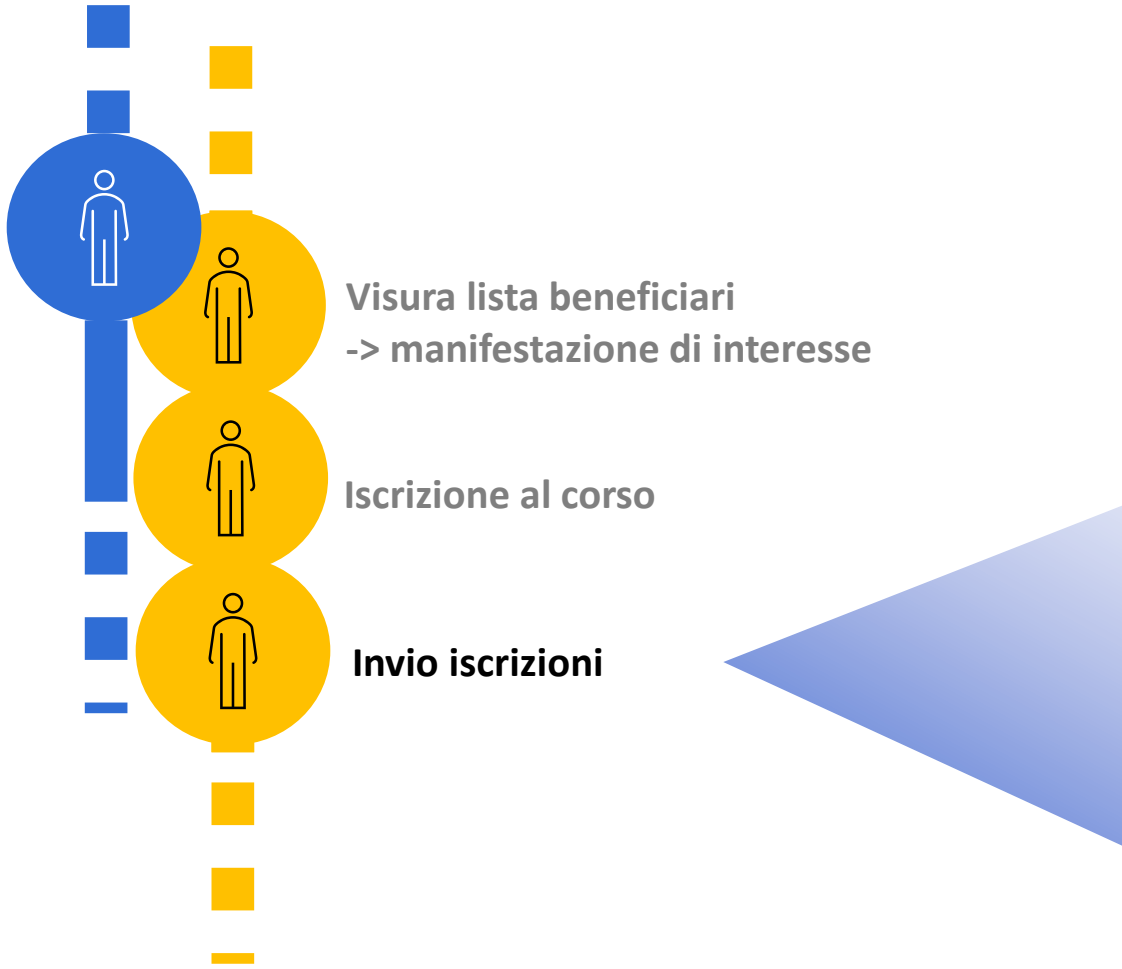 Visura lista beneficiari
-> manifestazione di interesse
Iscrizione al corso
Invio iscrizioni